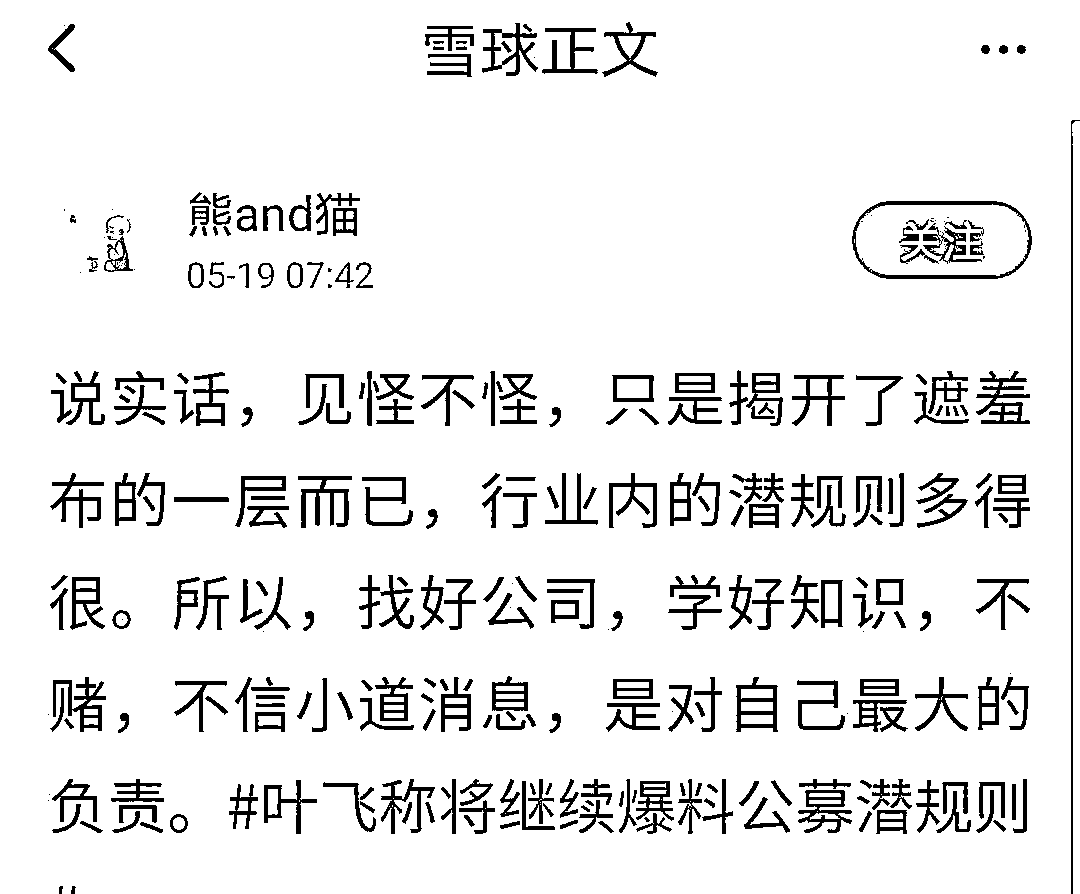 雪球正文
熊and猫
关注
05-19 07:42
说实话，见怪不怪，只是揭开了遮羞
布的一层而已，行业内的潜规则多得
很。所以，找好公司，学好知识，不
赌，不信小道消息，是对自己最大的
负责。#叶飞称将继续爆料公募潜规则
#